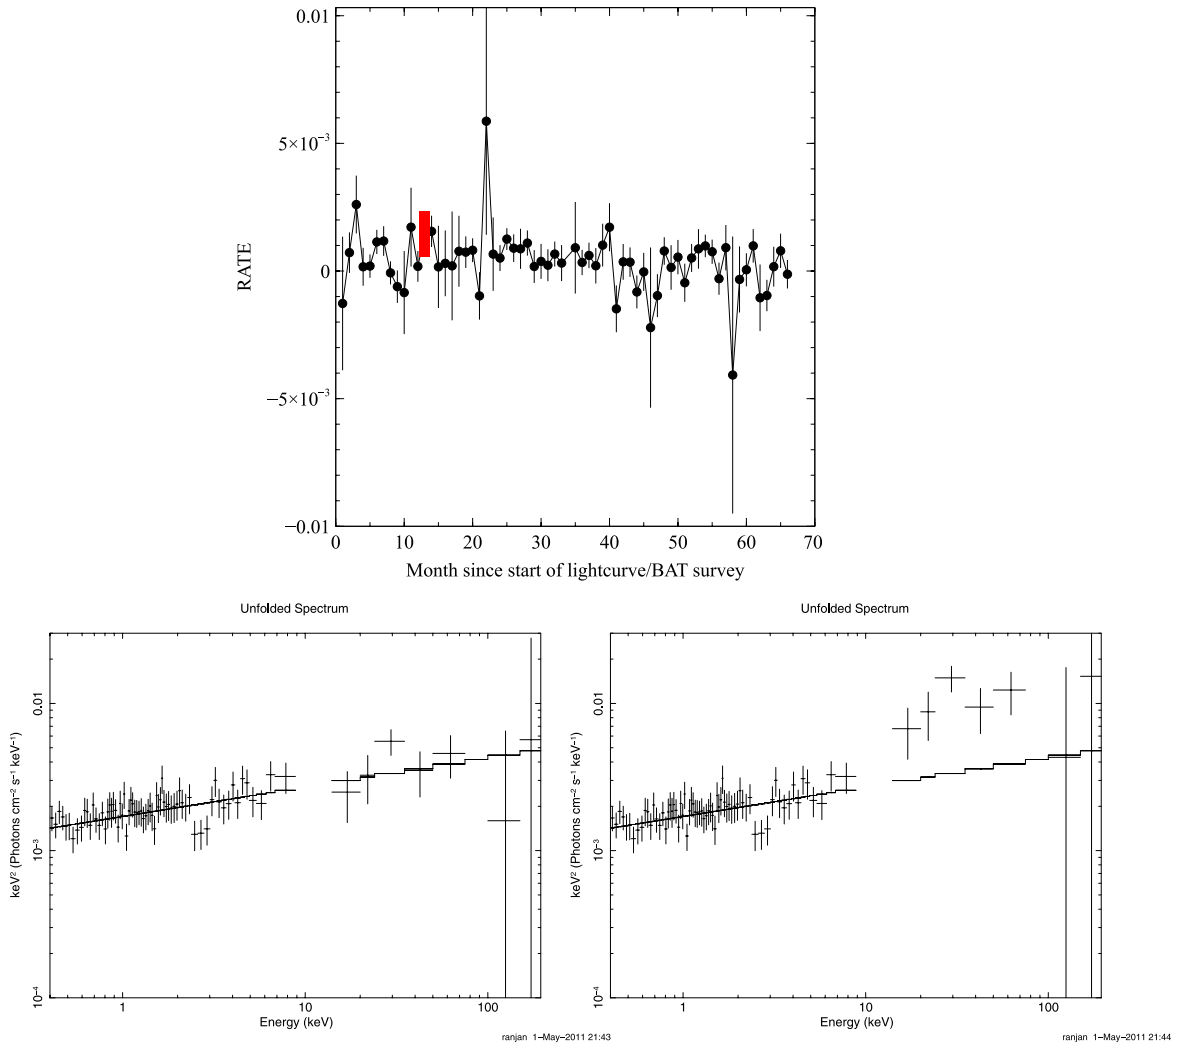 0.01
5×10⁻³
0
−5×10⁻³
−0.01
RATE
0 10 20 30 40 50 60 70
Month since start of lightcurve/BAT survey
Unfolded Spectrum
keV² (Photons cm⁻² s⁻¹ keV⁻¹)
0.01
10⁻³
10⁻⁴
1 10 100
Energy (keV)
ranjan 1−May−2011 21:43
Unfolded Spectrum
keV² (Photons cm⁻² s⁻¹ keV⁻¹)
0.01
10⁻³
10⁻⁴
1 10 100
Energy (keV)
ranjan 1−May−2011 21:44